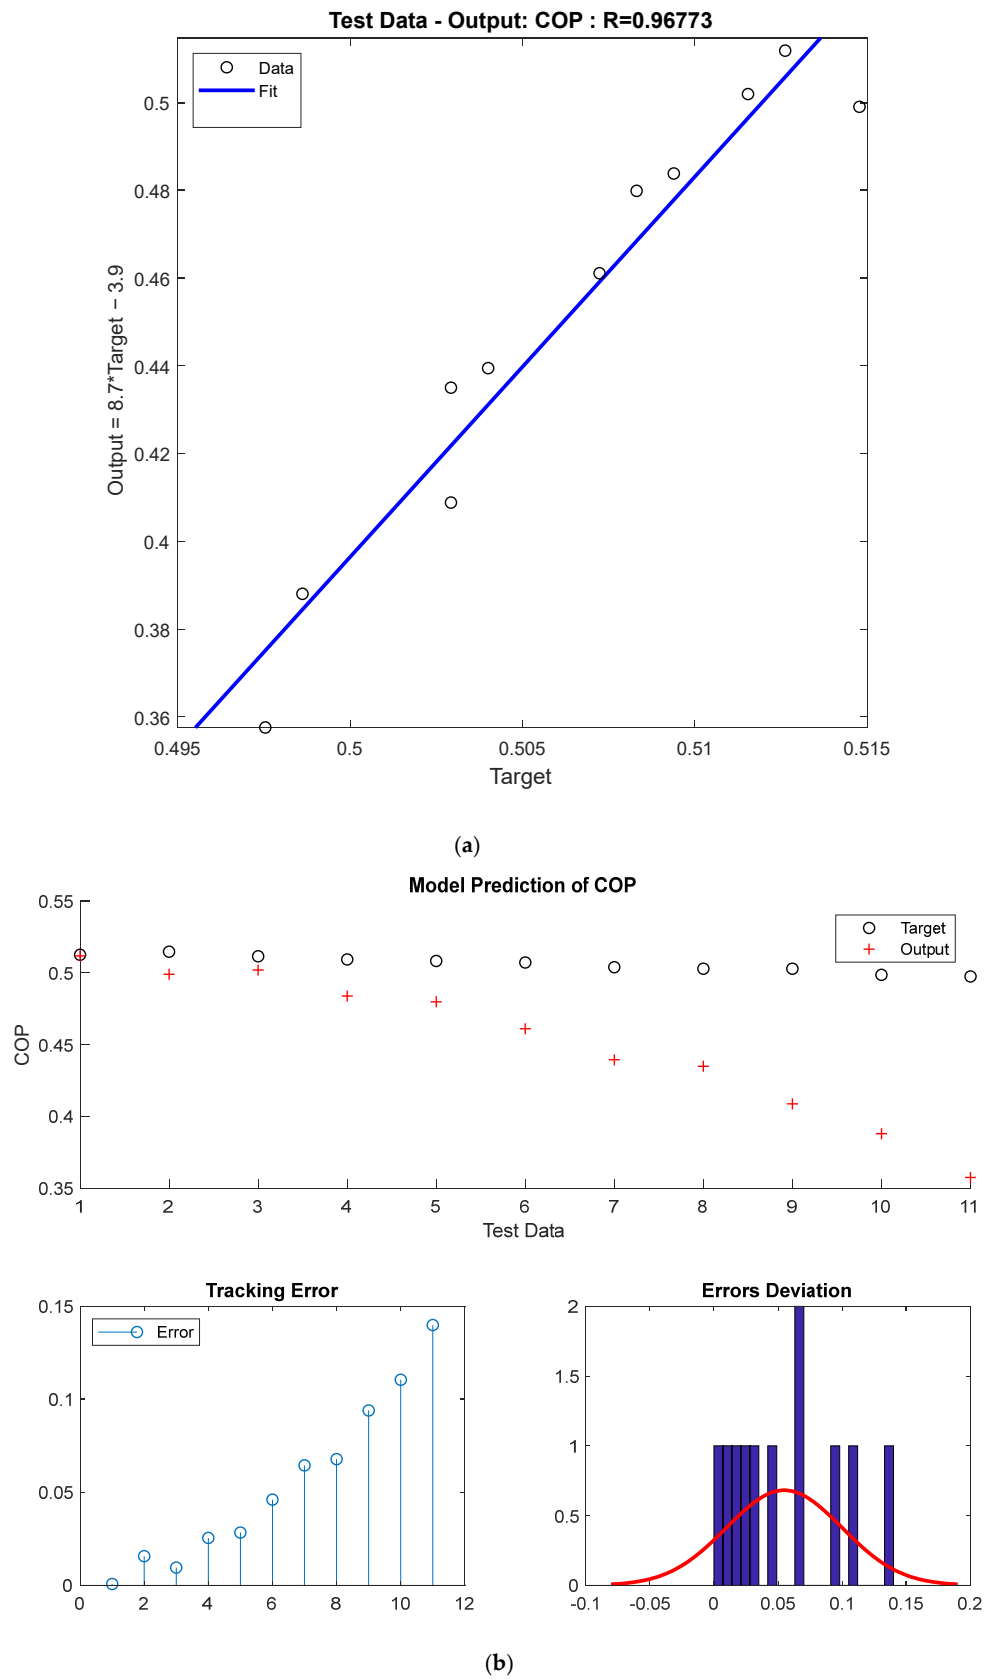 Test Data - Output: COP : R=0.96773
Data
Fit
0.5
0.48
0.46
0.44
0.42
0.4
0.38
0.36
Output = 8.7*Target − 3.9
0.495 0.5 0.505 0.51 0.515
Target
(a)
Model Prediction of COP
Target
Output
0.55
0.5
0.45
0.4
0.35
COP
1 2 3 4 5 6 7 8 9 10 11
Test Data
Tracking Error
Error
0.15
0.1
0.05
0
0 2 4 6 8 10 12
Errors Deviation
2
1.5
1
0.5
0
-0.1 -0.05 0 0.05 0.1 0.15 0.2
(b)